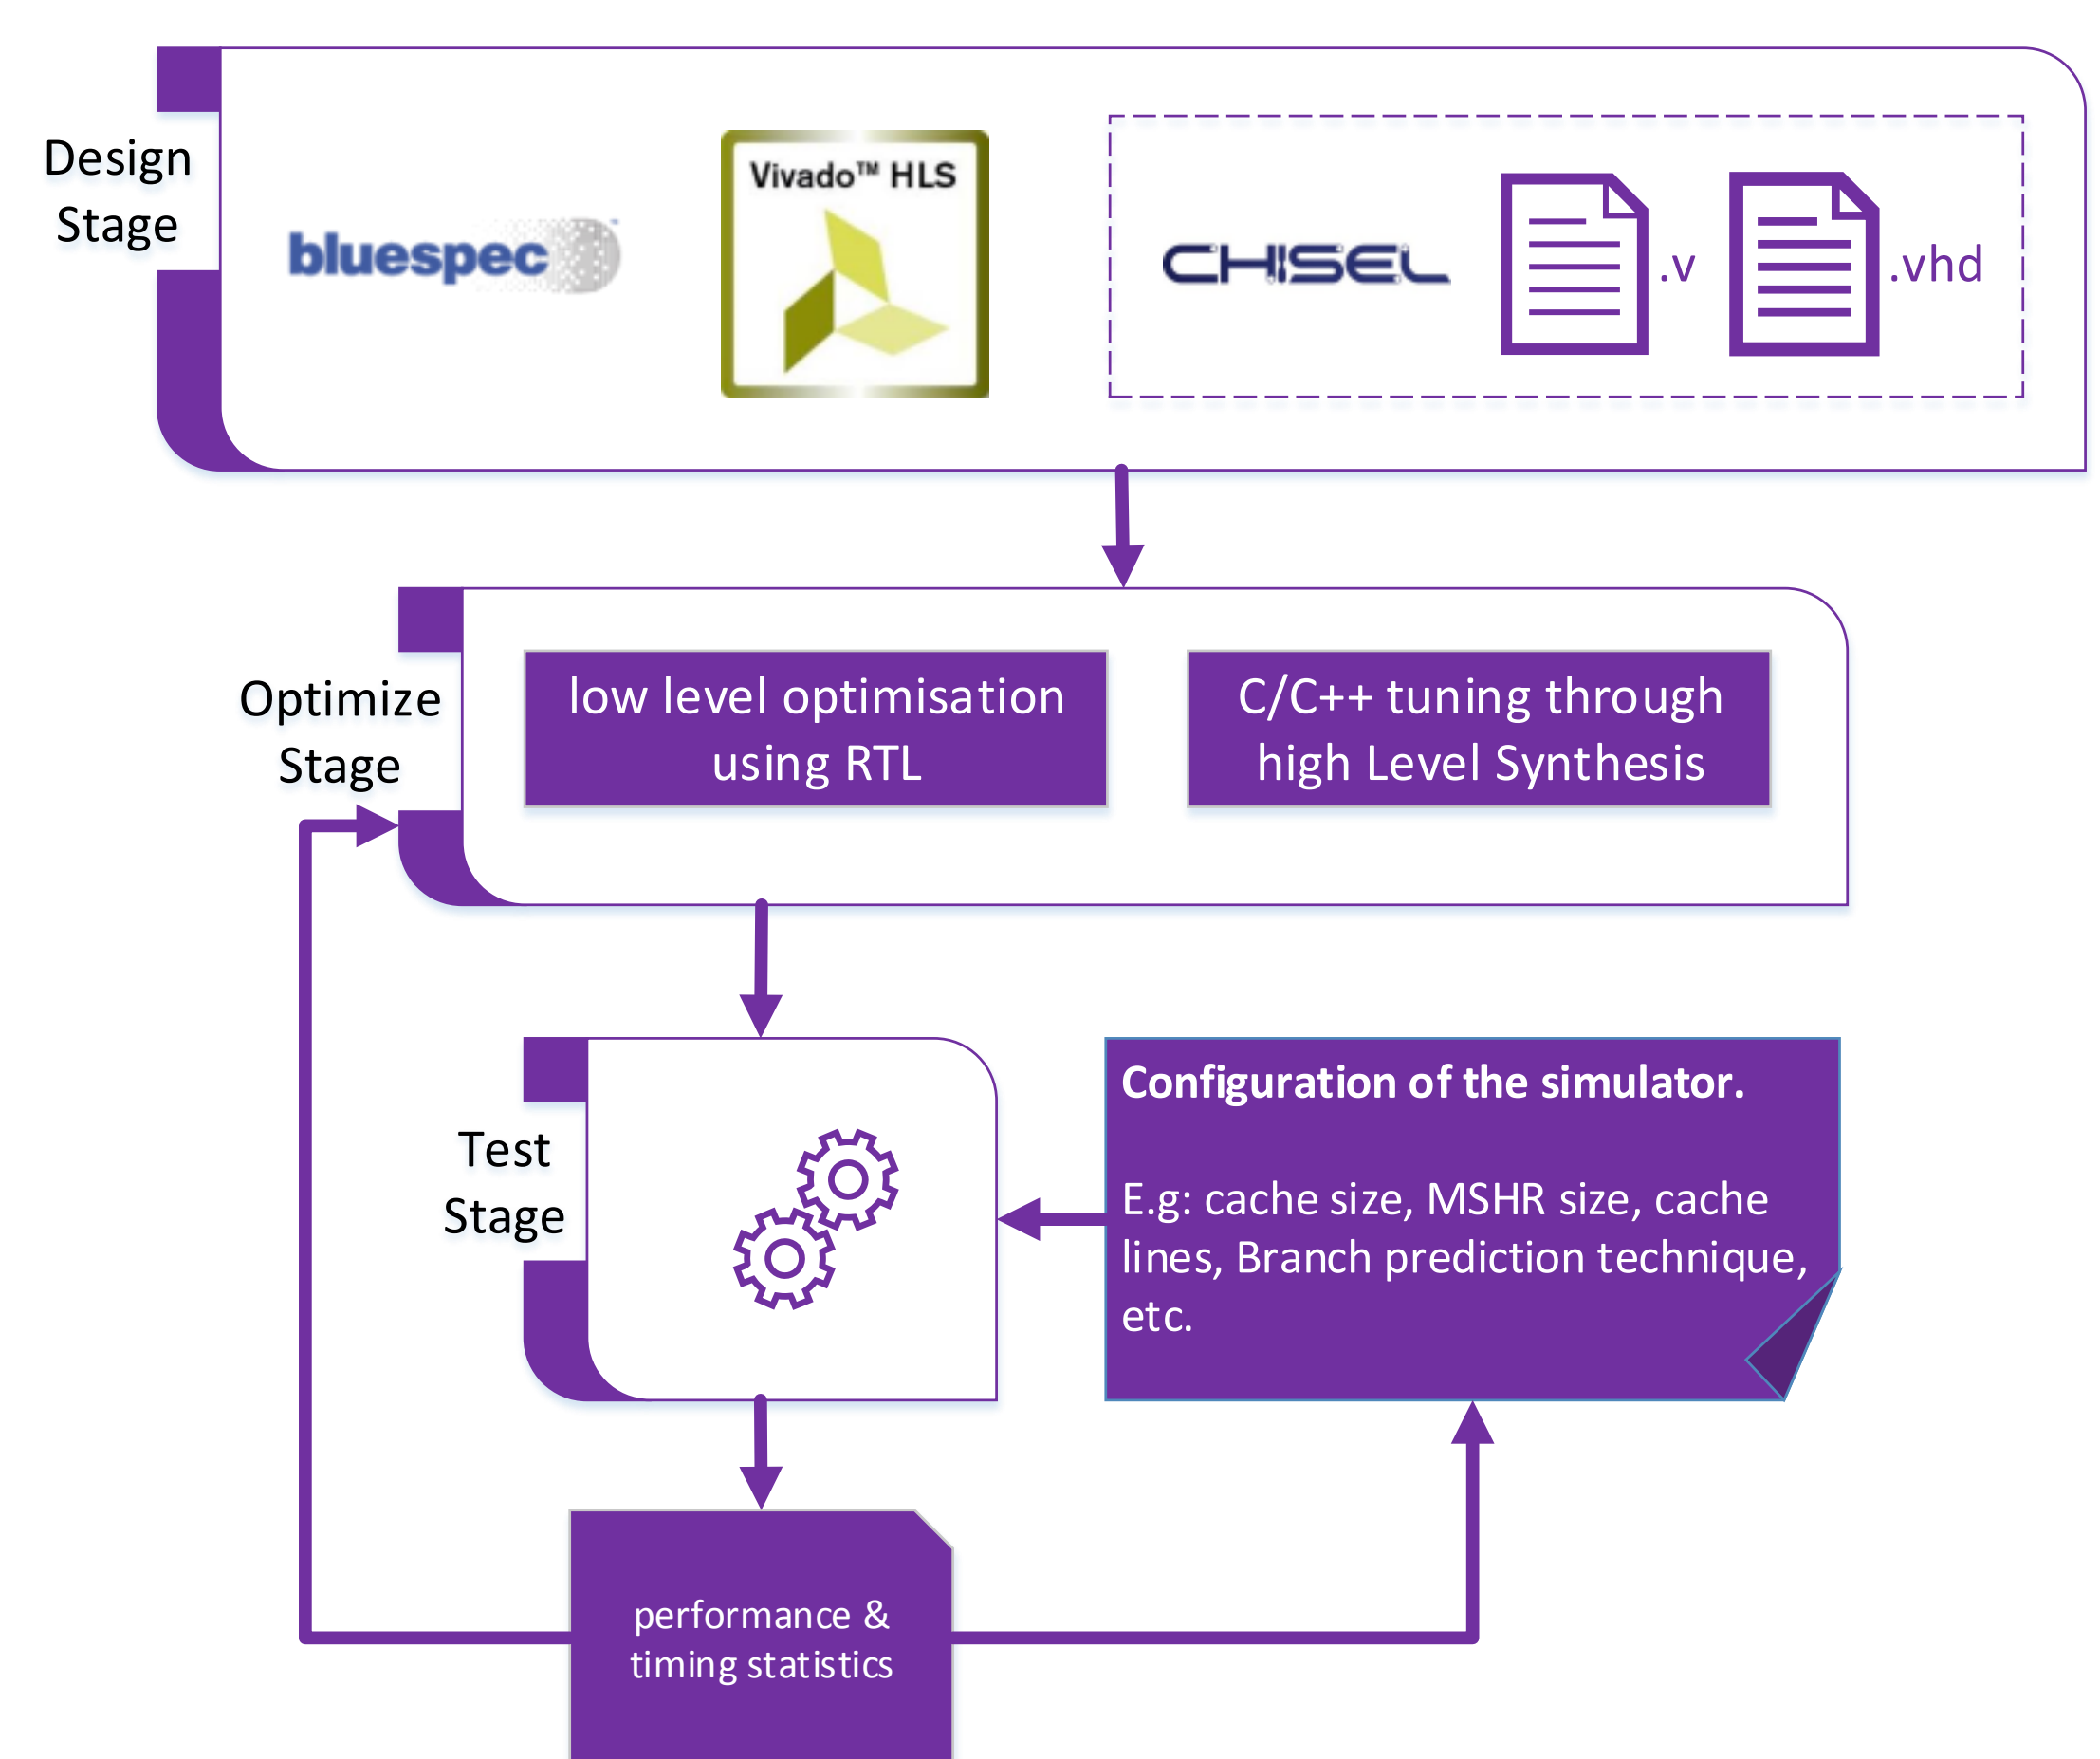 Design
Stage
bluespec
Vivado™ HLS
CHISEL
.v
.vhd
Optimize
Stage
low level optimisation
using RTL
C/C++ tuning through
high Level Synthesis
Test
Stage
Configuration of the simulator.
E.g: cache size, MSHR size, cache
lines, Branch prediction technique,
etc.
performance &
timing statistics